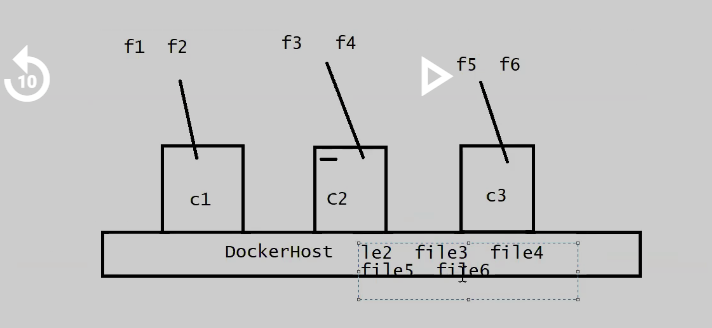 f1 f2 f3 f4
f5 f6
10
c1 c2 c3
DockerHost le2 file3 file4
file5 file6